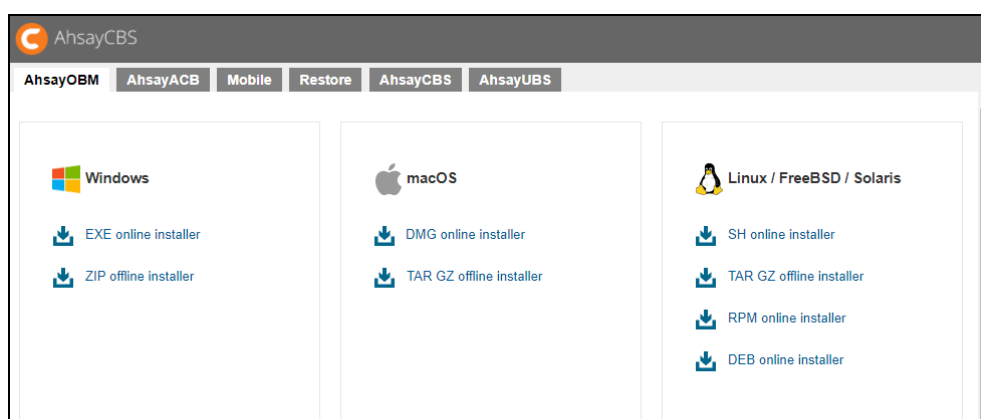 AhsayCBS
AhsayOBM AhsayACB Mobile Restore AhsayCBS AhsayUBS
Windows
EXE online installer
ZIP offline installer
macOS
DMG online installer
TAR GZ offline installer
Linux / FreeBSD / Solaris
SH online installer
TAR GZ offline installer
RPM online installer
DEB online installer